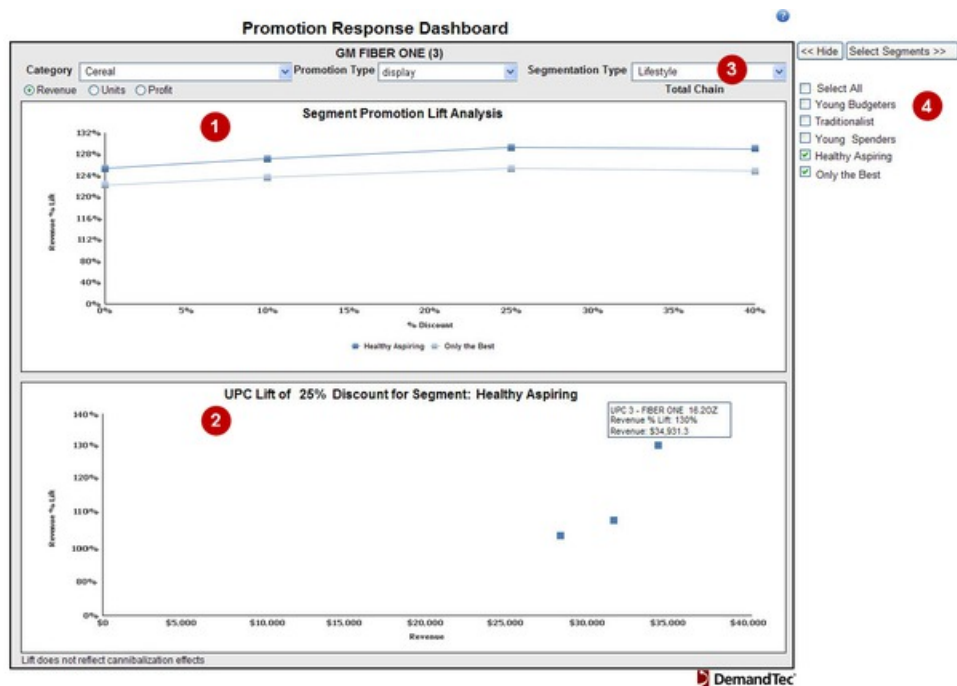 Promotion Response Dashboard
?
GM FIBER ONE (3)
<< Hide
Select Segments >>
Category Cereal Promotion Type display Segmentation Type Lifestyle 3
Revenue Units Profit Total Chain
Select All
Young Budgeters
4
Traditionalist
Young Spenders
Healthy Aspiring
Only the Best
Segment Promotion Lift Analysis
1
132%
128%
124%
120%
116%
112%
80%
40%
0%
Revenue % Lift
0% 5% 10% 15% 20% 25% 30% 35% 40%
% Discount
Healthy Aspiring Only the Best
UPC Lift of 25% Discount for Segment: Healthy Aspiring
2
UPC 3 - FIBER ONE 16.2OZ
Revenue % Lift: 130%
Revenue: $34,931.3
140%
130%
120%
110%
100%
80%
0%
Revenue % Lift
$0 $5,000 $10,000 $15,000 $20,000 $25,000 $30,000 $35,000 $40,000
Revenue
Lift does not reflect cannibalization effects
DemandTec